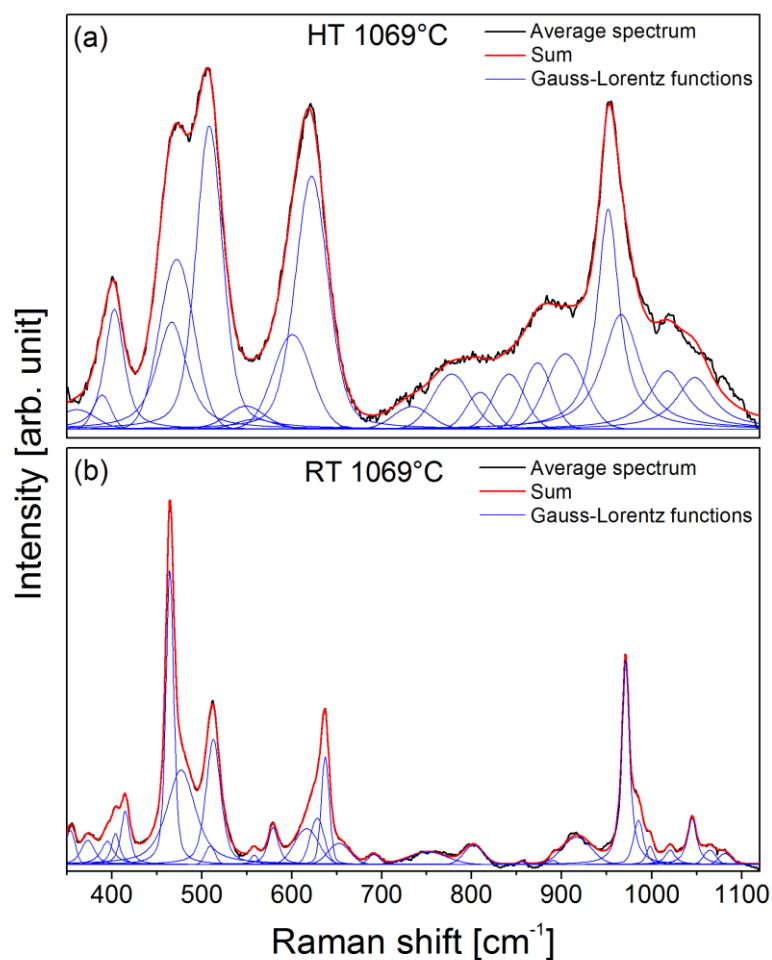 (a)
HT 1069°C
Average spectrum
Sum
Gauss-Lorentz functions
(b)
RT 1069°C
Average spectrum
Sum
Gauss-Lorentz functions
Intensity [arb. unit]
400 500 600 700 800 900 1000 1100
Raman shift [cm⁻¹]